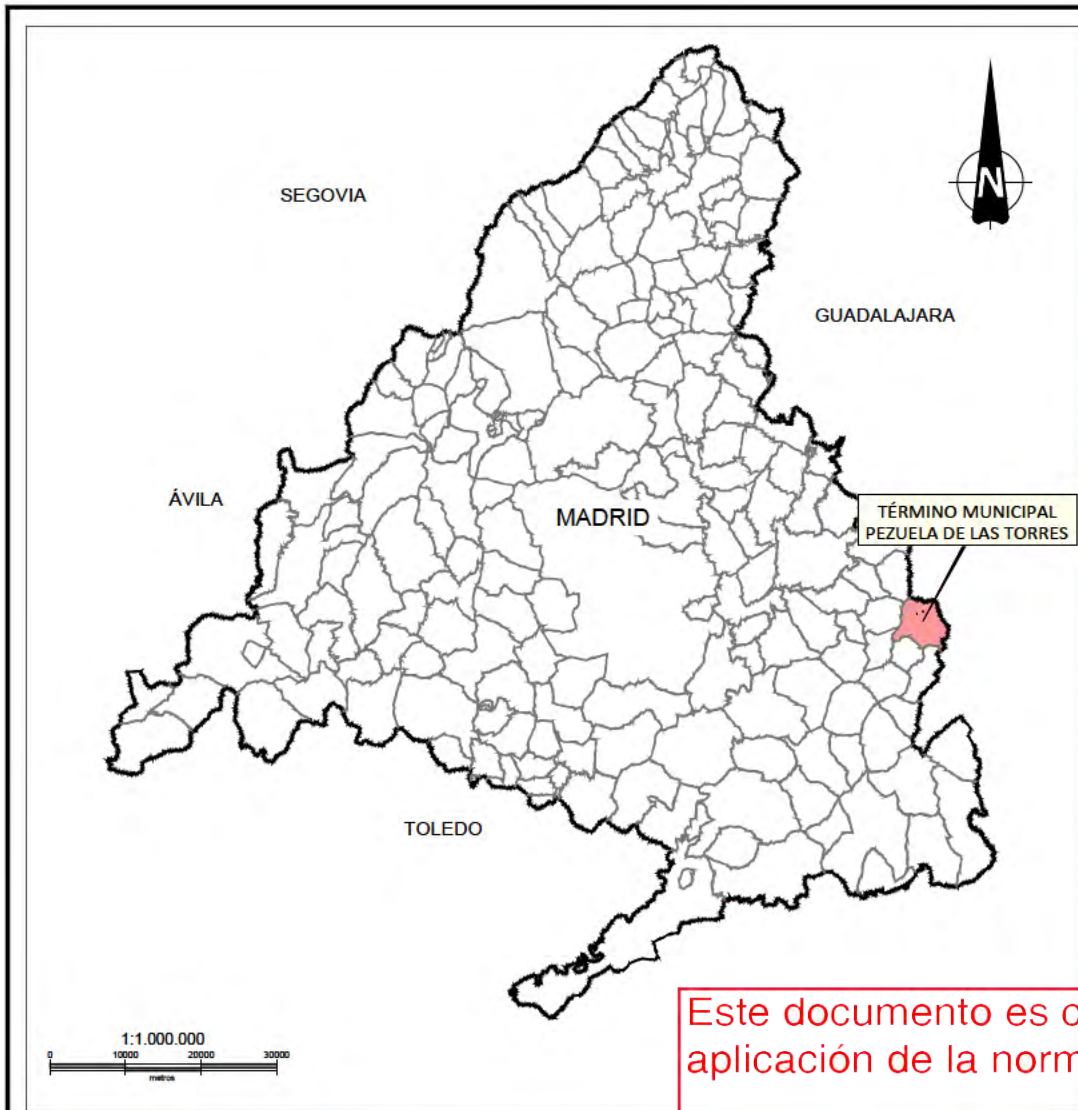 N
SEGOVIA
GUADALAJARA
ÁVILA
MADRID
TÉRMINO MUNICIPAL
PEZUELA DE LAS TORRES
TOLEDO
Este documento es
aplicación de la norm
1:1.000.000
0 10000 20000 30000
metros